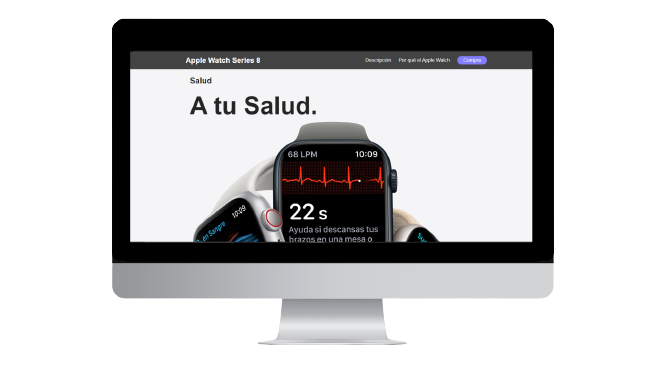 Apple Watch Series 8
Descripción
Por qué el Apple Watch
Compra
Salud
A tu Salud.
68 LPM
10:09
22 s
Ayuda si descansas tus
brazos en una mesa o
10:09
en Sangre